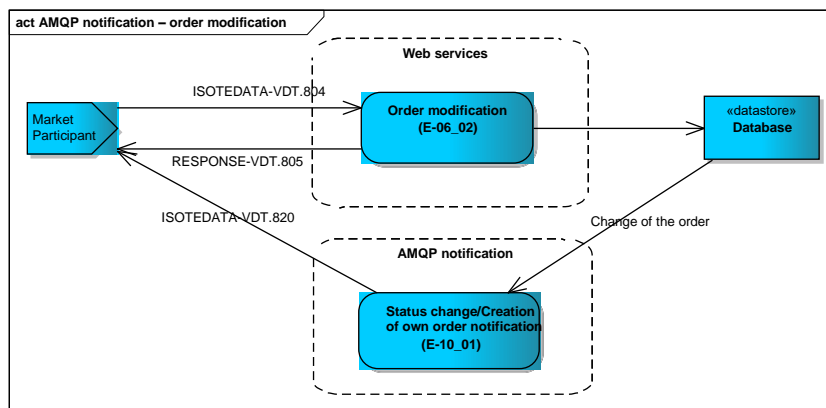 act AMQP notification – order modification
Web services
ISOTEDATA-VDT.804
Market
Participant
Order modification
(E-06_02)
«datastore»
Database
RESPONSE-VDT.805
ISOTEDATA-VDT.820
Change of the order
AMQP notification
Status change/Creation
of own order notification
(E-10_01)